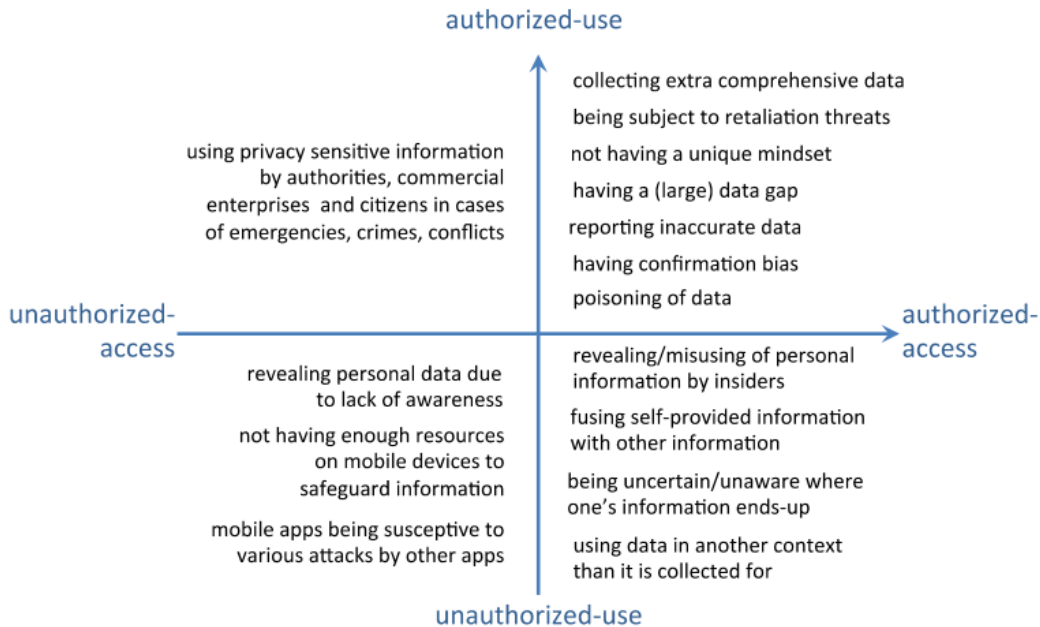 authorized-use
collecting extra comprehensive data
being subject to retaliation threats
using privacy sensitive information
by authorities, commercial
enterprises and citizens in cases
of emergencies, crimes, conflicts
not having a unique mindset
having a (large) data gap
reporting inaccurate data
having confirmation bias
poisoning of data
unauthorized-
access
authorized-
access
revealing personal data due
to lack of awareness
not having enough resources
on mobile devices to
safeguard information
mobile apps being susceptive to
various attacks by other apps
revealing/misusing of personal
information by insiders
fusing self-provided information
with other information
being uncertain/unaware where
one's information ends-up
using data in another context
than it is collected for
unauthorized-use